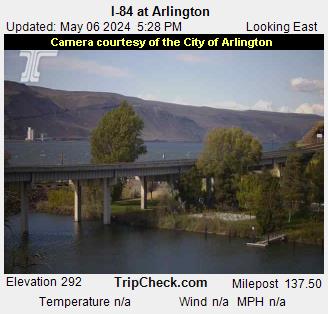 I-84 at Arlington
Updated: May 06 2024 5:28 PM Looking East
Camera courtesy of the City of Arlington
Elevation 292 TripCheck.com Milepost 137.50
Temperature n/a Wind n/a MPH n/a